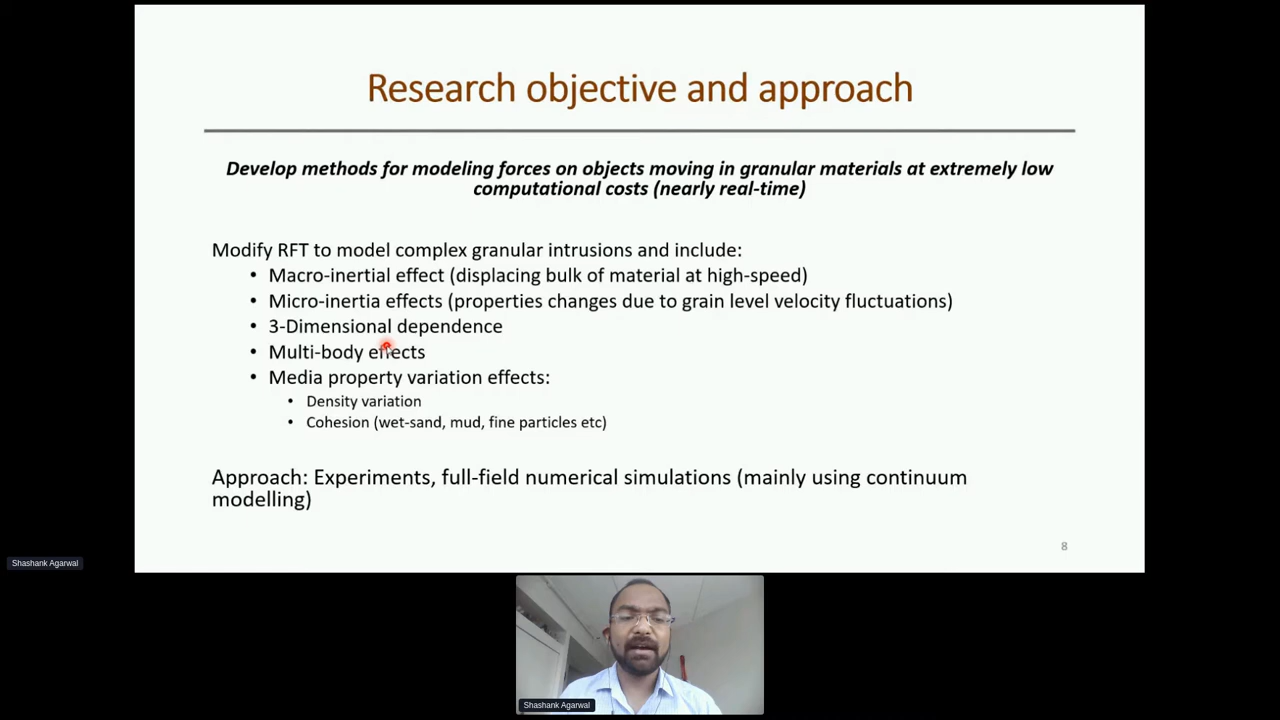 Research objective and approach
Develop methods for modeling forces on objects moving in granular materials at extremely low
computational costs (nearly real-time)
Modify RFT to model complex granular intrusions and include:
• Macro-inertial effect (displacing bulk of material at high-speed)
• Micro-inertia effects (properties changes due to grain level velocity fluctuations)
• 3-Dimensional dependence
• Multi-body effects
• Media property variation effects:
• Density variation
• Cohesion (wet-sand, mud, fine particles etc)
Approach: Experiments, full-field numerical simulations (mainly using continuum
modelling)
8
Shashank Agarwal
Shashank Agarwal